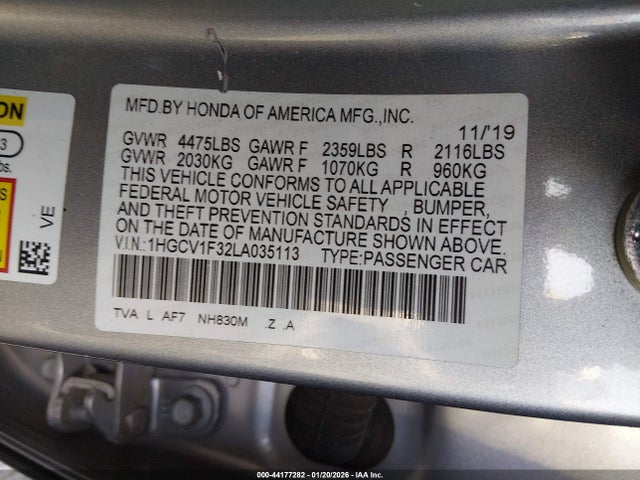 MFD.BY HONDA OF AMERICA MFG.,INC.
11/'19
GVWR 4475LBS GAWR F 2359LBS R 2116LBS
GVWR 2030KG GAWR F 1070KG R 960KG
THIS VEHICLE CONFORMS TO ALL APPLICABLE
FEDERAL MOTOR VEHICLE SAFETY , BUMPER,
AND THEFT PREVENTION STANDARDS IN EFFECT
ON THE DATE OF MANUFACTURE SHOWN ABOVE.
V.I.N.:1HGCV1F32LA035113 TYPE:PASSENGER CAR
TVA L AF7 NH830M .Z .A
ON
3
bs.
S
VE
000-44177282 - 01/20/2026 - IAA Inc.